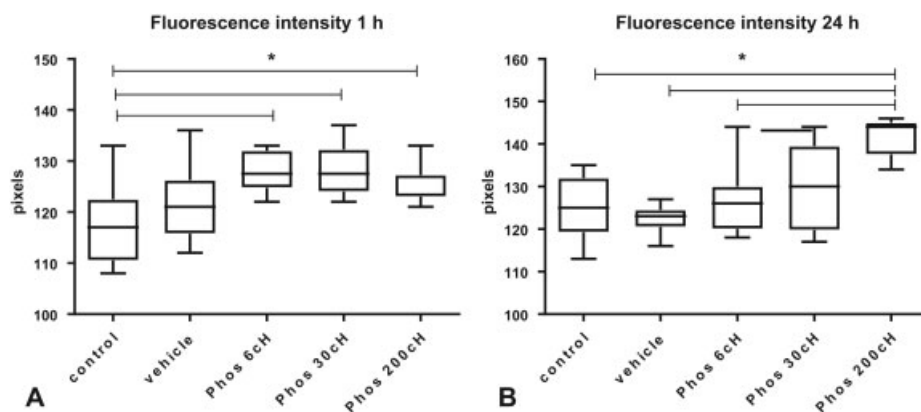 Fluorescence intensity 1 h
pixels
150
140
130
120
110
100
*
control
vehicle
Phos 6cH
Phos 30cH
Phos 200cH
A
Fluorescence intensity 24 h
pixels
160
150
140
130
120
110
100
*
control
vehicle
Phos 6cH
Phos 30cH
Phos 200cH
B